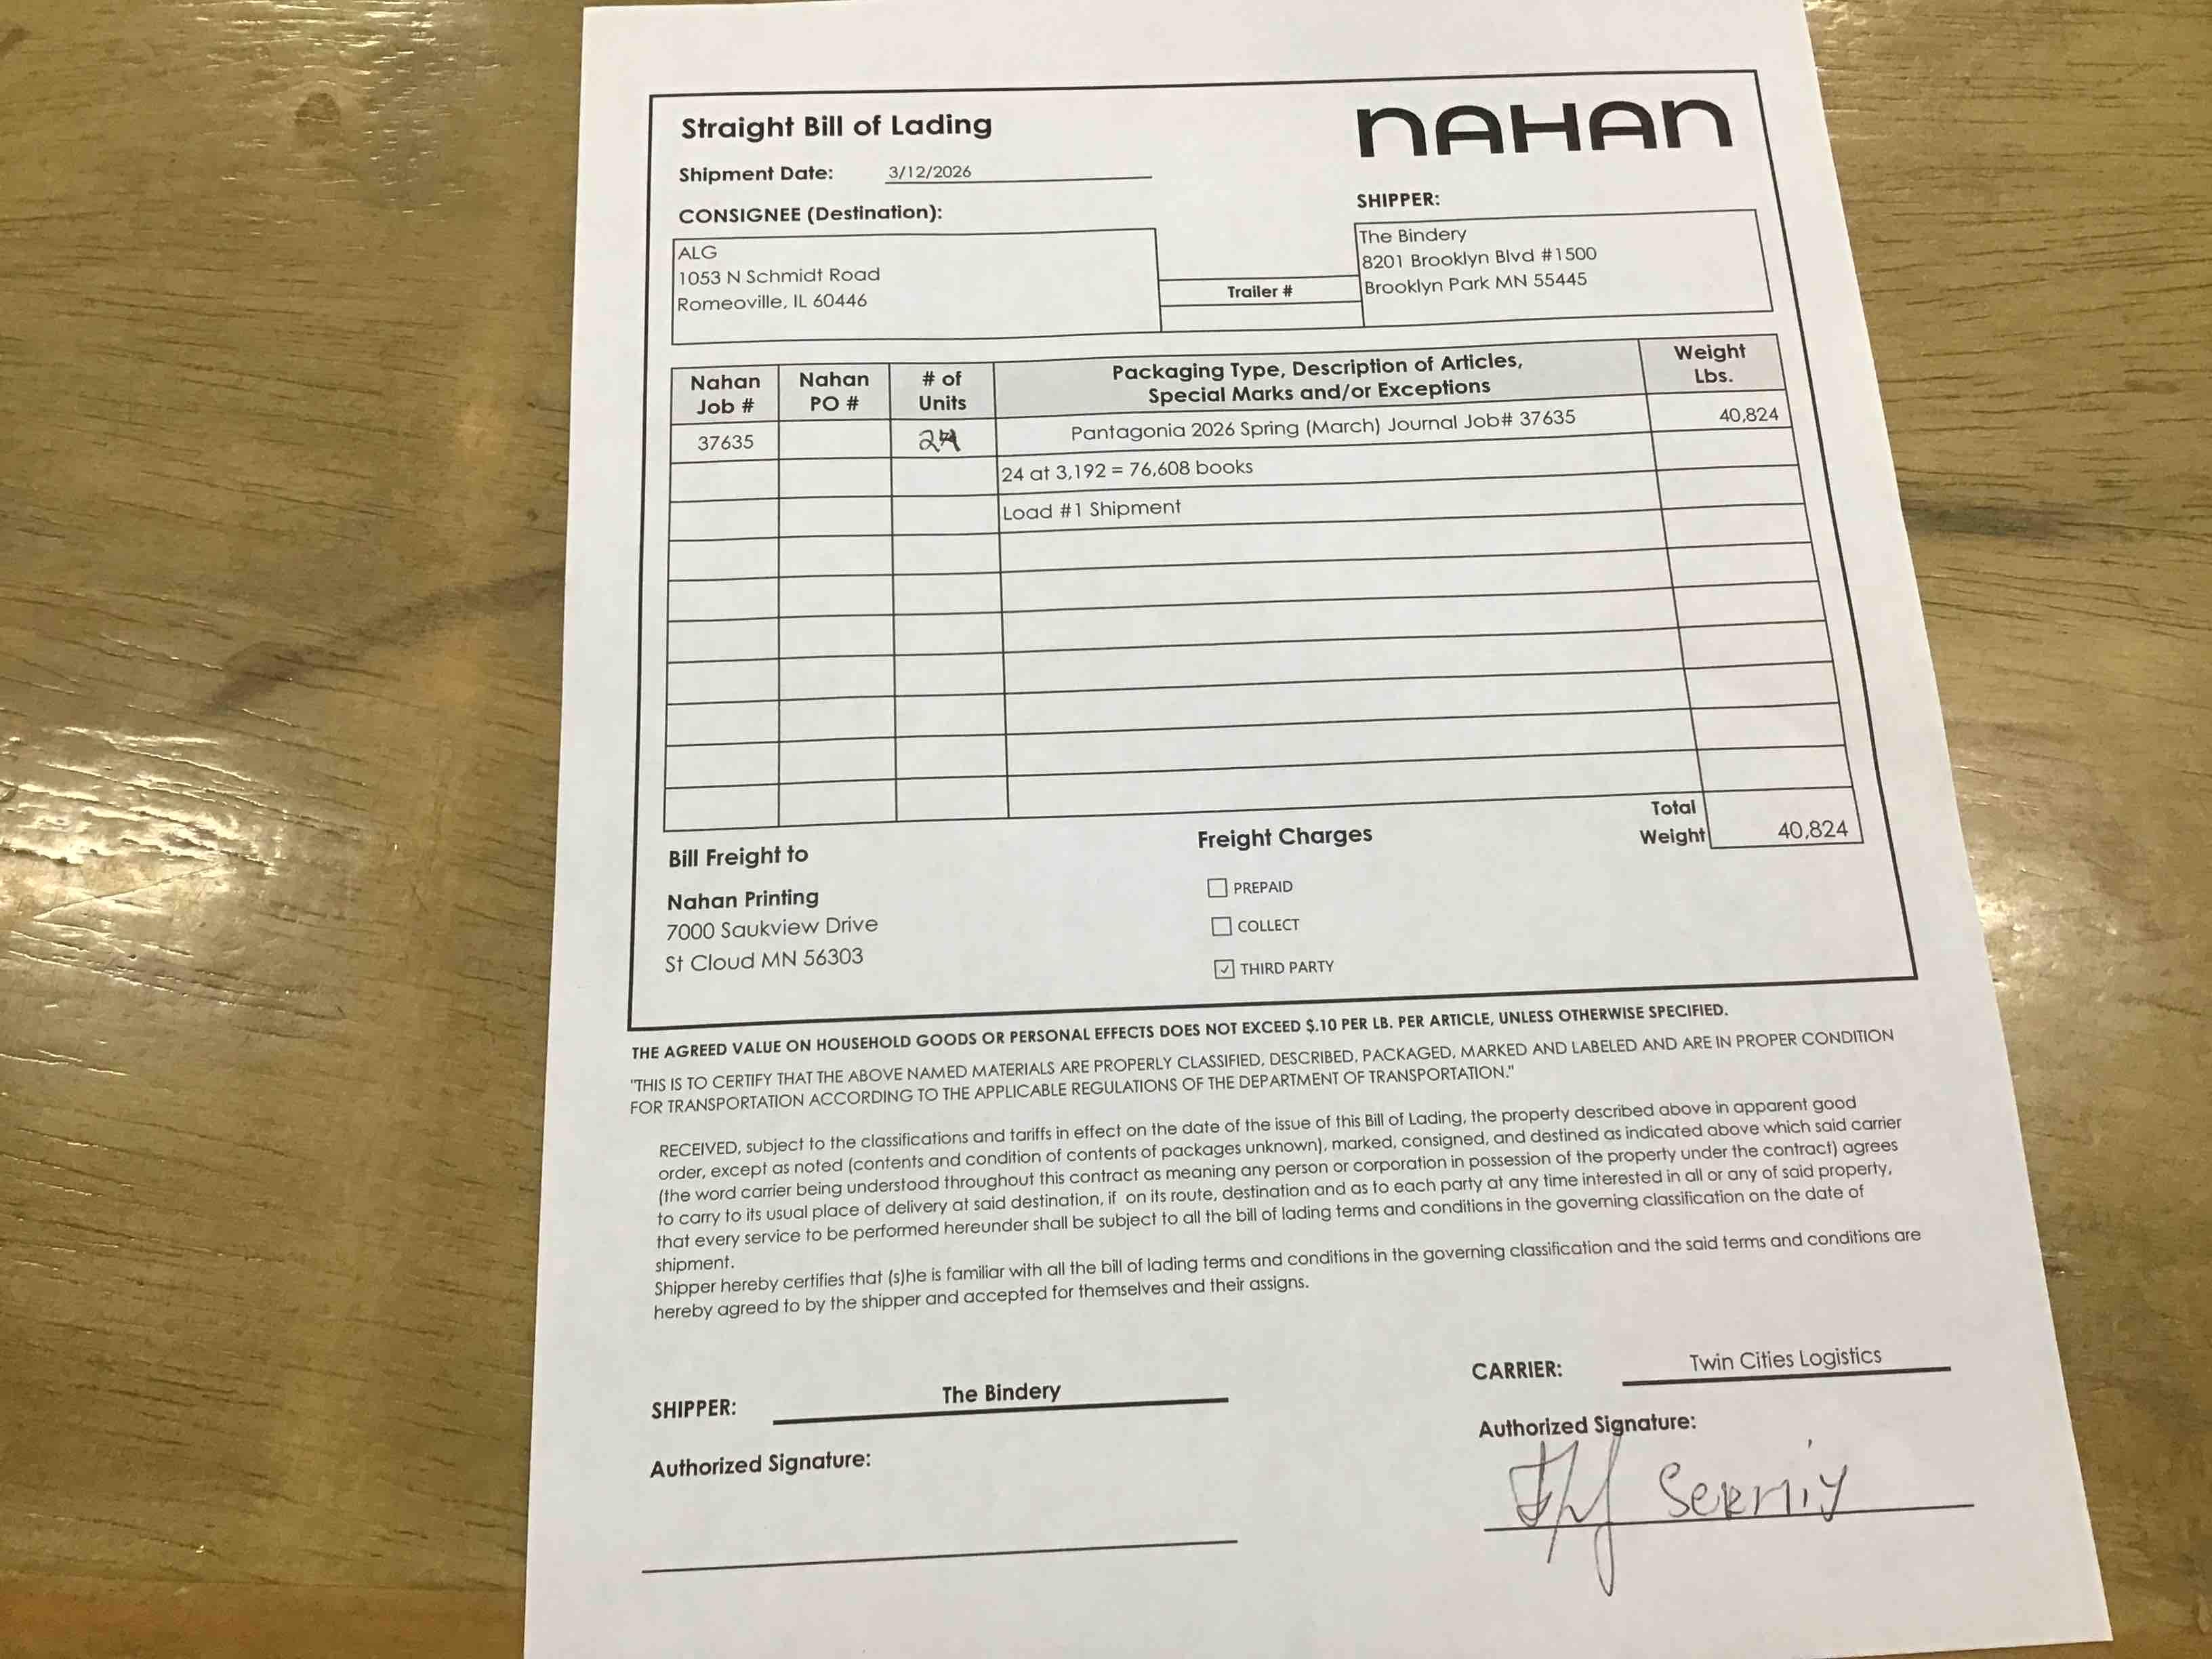 Straight Bill of Lading
NAHAN
Shipment Date: 3/12/2026
CONSIGNEE (Destination):
ALG
1053 N Schmidt Road
Romeoville, IL 60446
Trailer #
SHIPPER:
The Bindery
8201 Brooklyn Blvd #1500
Brooklyn Park MN 55445
Nahan Job # Nahan PO # # of Units Packaging Type, Description of Articles, Special Marks and/or Exceptions Weight Lbs.
37635 24 Pantagonia 2026 Spring (March) Journal Job# 37635 40,824
24 at 3,192 = 76,608 books
Load #1 Shipment
Total Weight 40,824
Bill Freight to
Nahan Printing
7000 Saukview Drive
St Cloud MN 56303
Freight Charges
PREPAID
COLLECT
THIRD PARTY
THE AGREED VALUE ON HOUSEHOLD GOODS OR PERSONAL EFFECTS DOES NOT EXCEED $.10 PER LB. PER ARTICLE, UNLESS OTHERWISE SPECIFIED.
"THIS IS TO CERTIFY THAT THE ABOVE NAMED MATERIALS ARE PROPERLY CLASSIFIED, DESCRIBED, PACKAGED, MARKED AND LABELED AND ARE IN PROPER CONDITION
FOR TRANSPORTATION ACCORDING TO THE APPLICABLE REGULATIONS OF THE DEPARTMENT OF TRANSPORTATION."
RECEIVED, subject to the classifications and tariffs in effect on the date of the issue of this Bill of Lading, the property described above in apparent good
order, except as noted (contents and condition of contents of packages unknown), marked, consigned, and destined as indicated above which said carrier
(the word carrier being understood throughout this contract as meaning any person or corporation in possession of the property under the contract) agrees
to carry to its usual place of delivery at said destination, if on its route, destination and as to each party at any time interested in all or any of said property,
that every service to be performed hereunder shall be subject to all the bill of lading terms and conditions in the governing classification on the date of
shipment.
Shipper hereby certifies that (s)he is familiar with all the bill of lading terms and conditions in the governing classification and the said terms and conditions are
hereby agreed to by the shipper and accepted for themselves and their assigns.
SHIPPER: The Bindery
Authorized Signature:
CARRIER: Twin Cities Logistics
Authorized Signature: